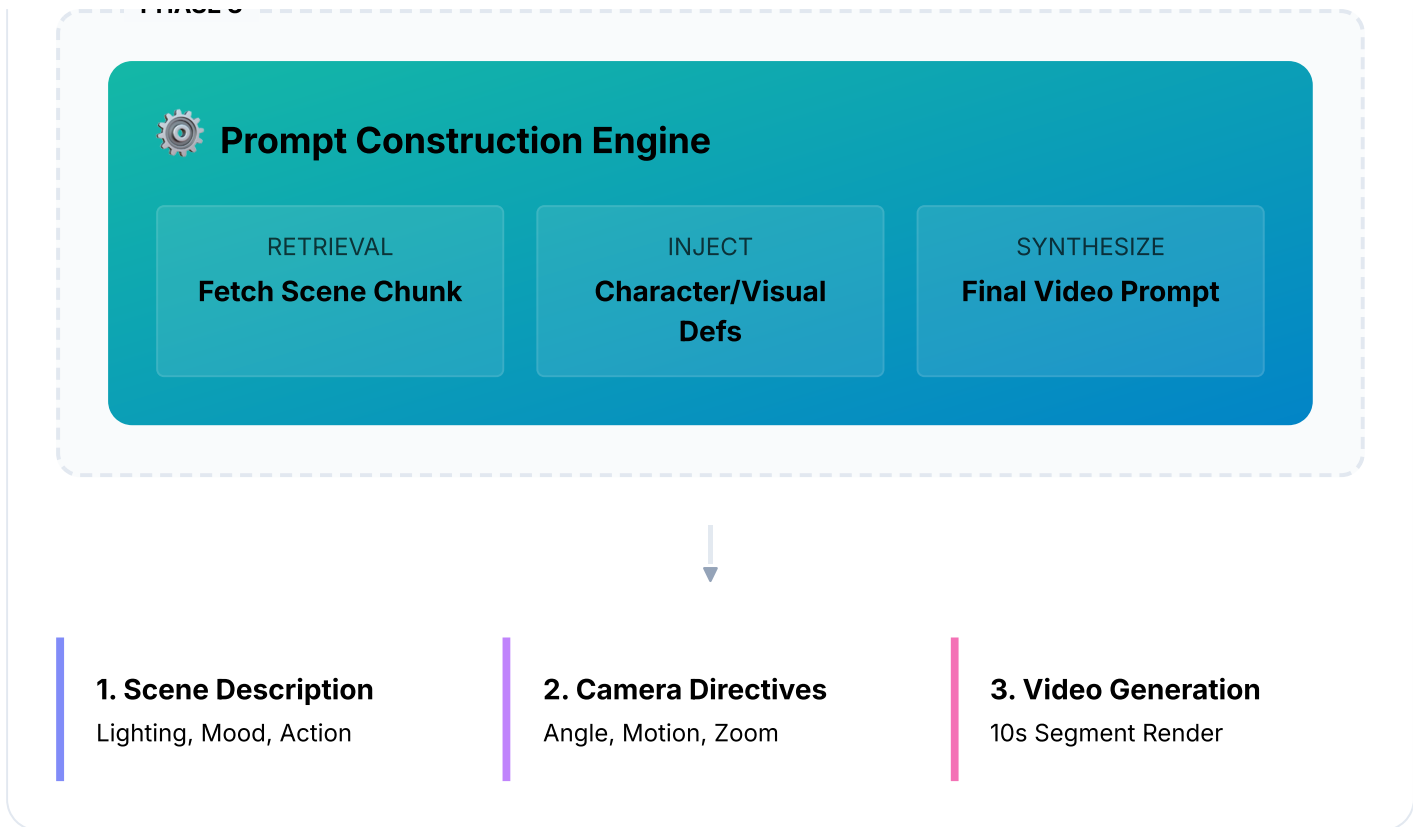 Prompt Construction Engine
RETRIEVAL
Fetch Scene Chunk
INJECT
Character/Visual
Defs
SYNTHESIZE
Final Video Prompt
1. Scene Description
Lighting, Mood, Action
2. Camera Directives
Angle, Motion, Zoom
3. Video Generation
10s Segment Render